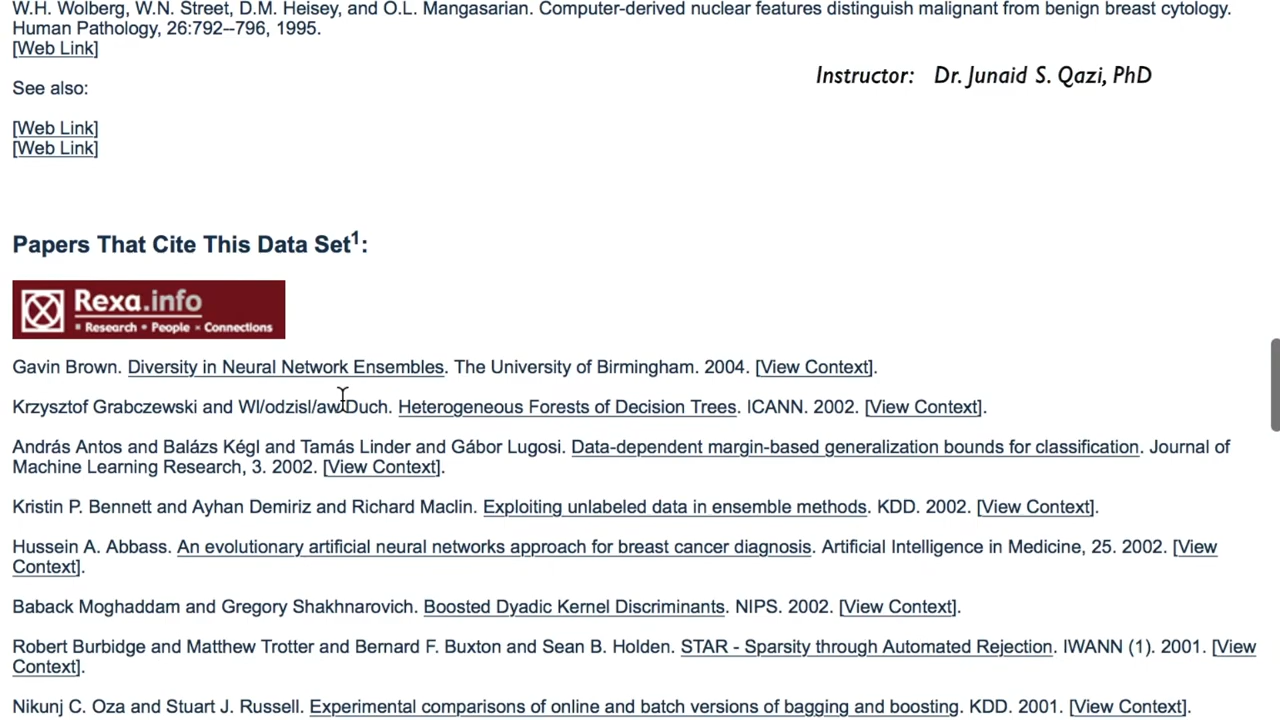 W.H. Wolberg, W.N. Street, D.M. Heisey, and O.L. Mangasarian. Computer-derived nuclear features distinguish malignant from benign breast cytology.
Human Pathology, 26:792--796, 1995.
[Web Link]
Instructor: Dr. Junaid S. Qazi, PhD
See also:
[Web Link]
[Web Link]
Papers That Cite This Data Set1:
Rexa.info
Research • People • Connections
Gavin Brown. Diversity in Neural Network Ensembles. The University of Birmingham. 2004. [View Context].
Krzysztof Grabczewski and Wl/odzisl/aw Duch. Heterogeneous Forests of Decision Trees. ICANN. 2002. [View Context].
András Antos and Balázs Kégl and Tamás Linder and Gábor Lugosi. Data-dependent margin-based generalization bounds for classification. Journal of
Machine Learning Research, 3. 2002. [View Context].
Kristin P. Bennett and Ayhan Demiriz and Richard Maclin. Exploiting unlabeled data in ensemble methods. KDD. 2002. [View Context].
Hussein A. Abbass. An evolutionary artificial neural networks approach for breast cancer diagnosis. Artificial Intelligence in Medicine, 25. 2002. [View
Context].
Baback Moghaddam and Gregory Shakhnarovich. Boosted Dyadic Kernel Discriminants. NIPS. 2002. [View Context].
Robert Burbidge and Matthew Trotter and Bernard F. Buxton and Sean B. Holden. STAR - Sparsity through Automated Rejection. IWANN (1). 2001. [View
Context].
Nikunj C. Oza and Stuart J. Russell. Experimental comparisons of online and batch versions of bagging and boosting. KDD. 2001. [View Context].